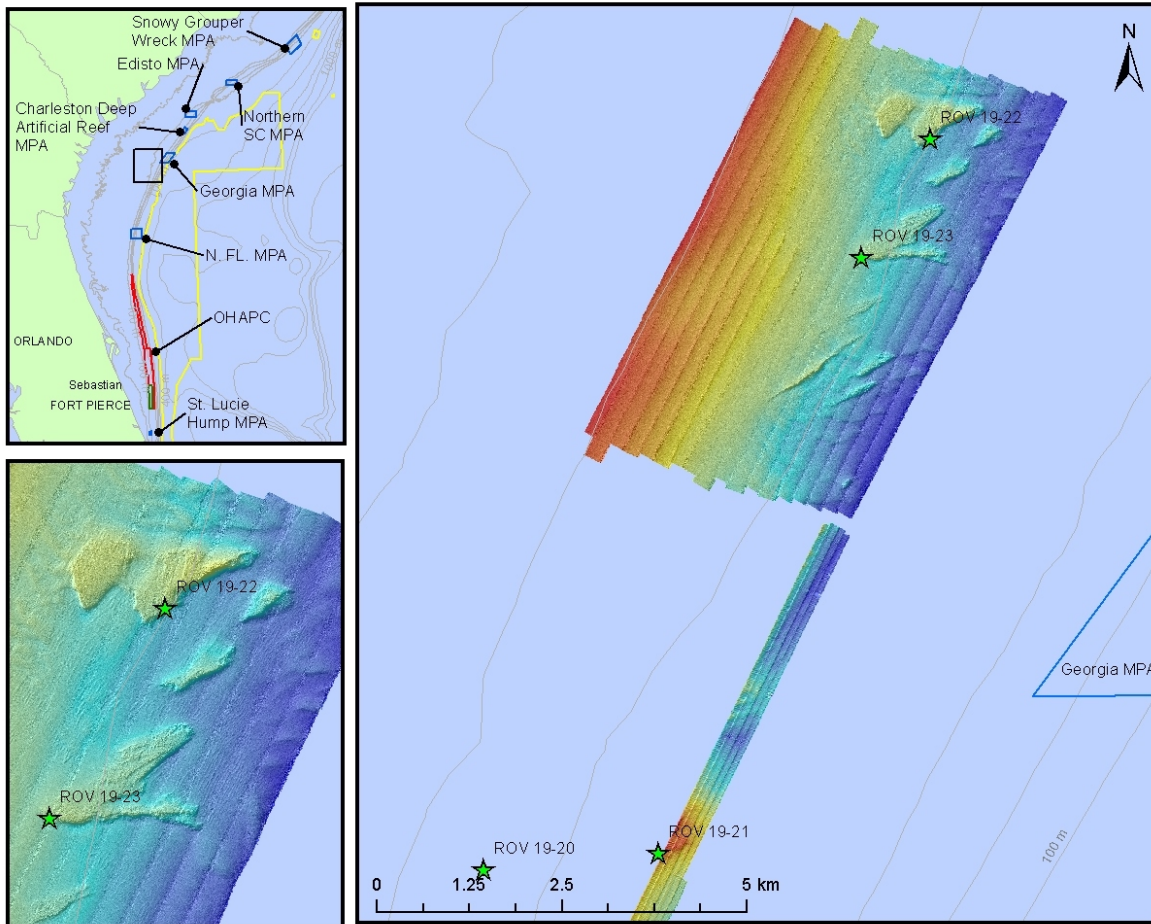 Snowy Grouper
Wreck MPA
Edisto MPA
Charleston Deep
Artificial Reef
MPA
Northern
SC MPA
Georgia MPA
N. FL. MPA
OHAPC
ORLANDO
Sebastian
FORT PIERCE
St. Lucie
Hump MPA
100 m
100 m
ROV 19-22
ROV 19-23
N
ROV 19-22
ROV 19-23
Georgia MPA
ROV 19-21
ROV 19-20
100 m
0 1.25 2.5 5 km